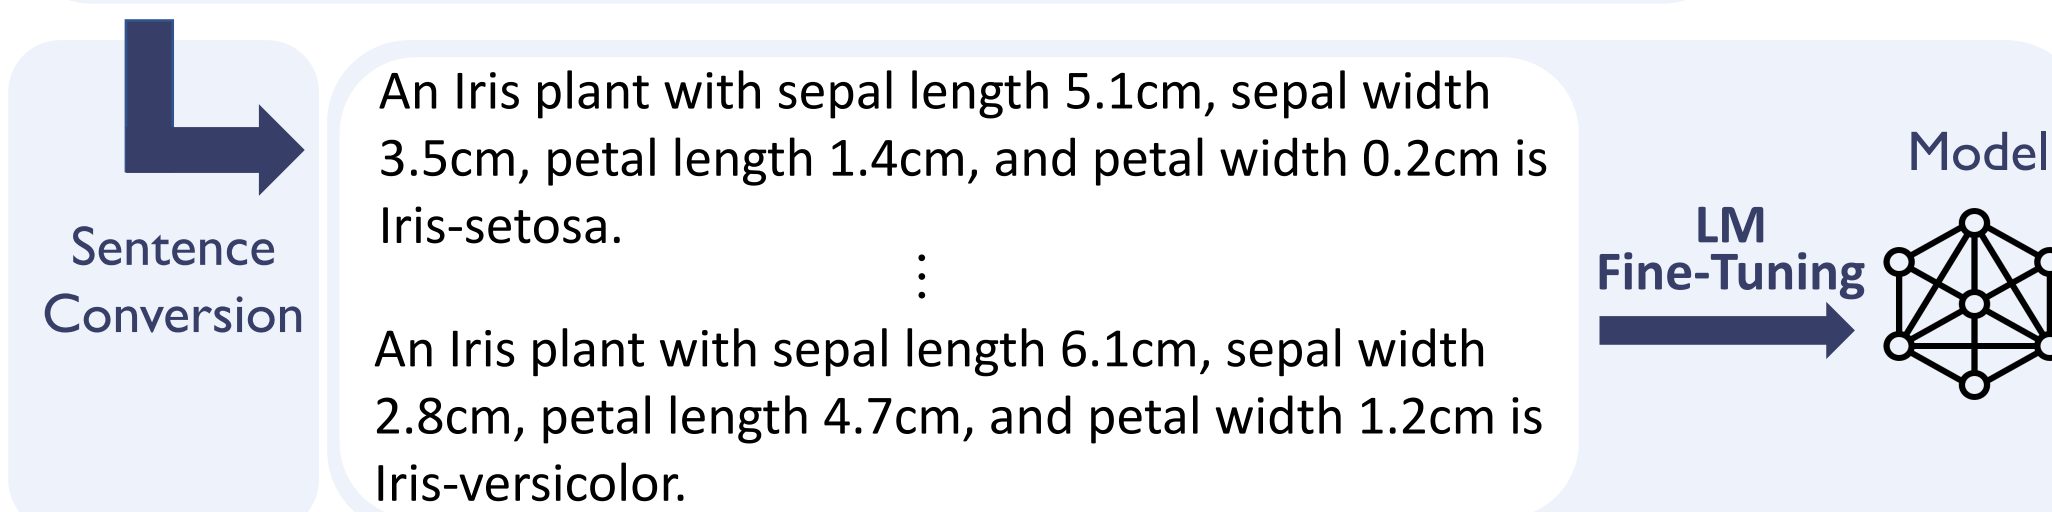 Sentence
Conversion
An Iris plant with sepal length 5.1cm, sepal width
3.5cm, petal length 1.4cm, and petal width 0.2cm is
Iris-setosa.
⋮
An Iris plant with sepal length 6.1cm, sepal width
2.8cm, petal length 4.7cm, and petal width 1.2cm is
Iris-versicolor.
LM
Fine-Tuning
Model